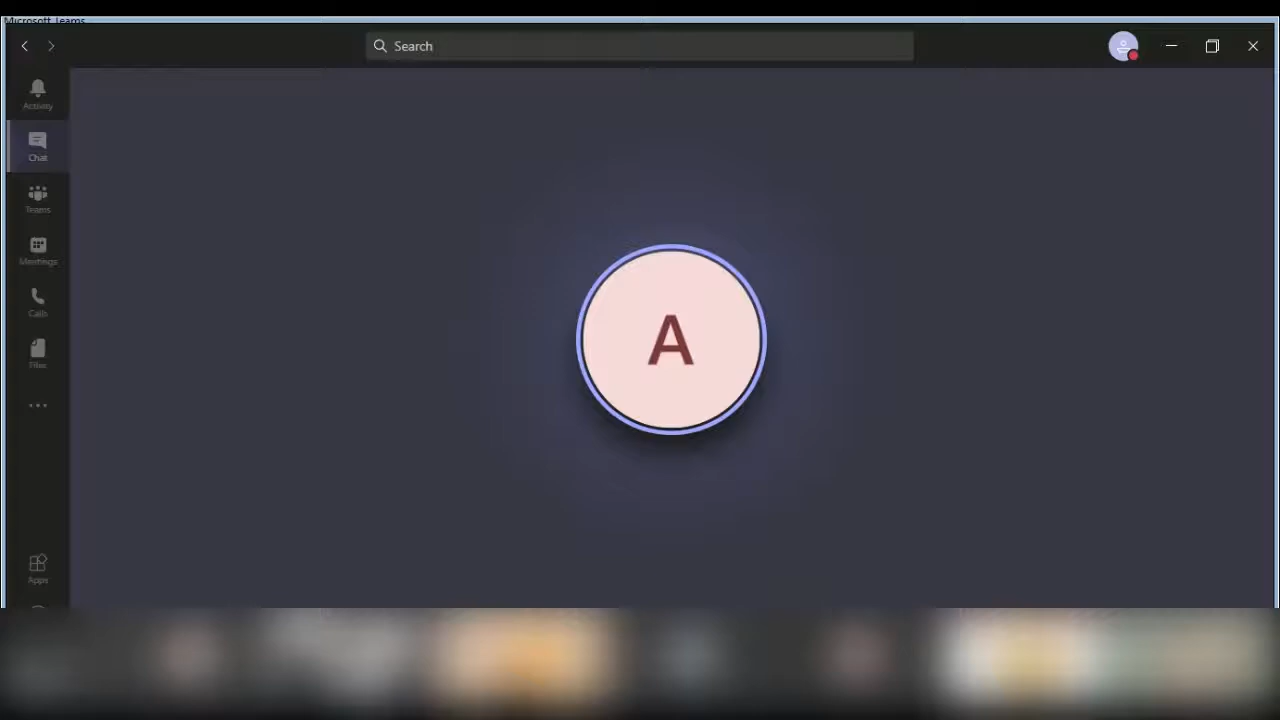 Microsoft Teams
Search
Activity
Chat
Teams
Meetings
Calls
Files
A
Apps